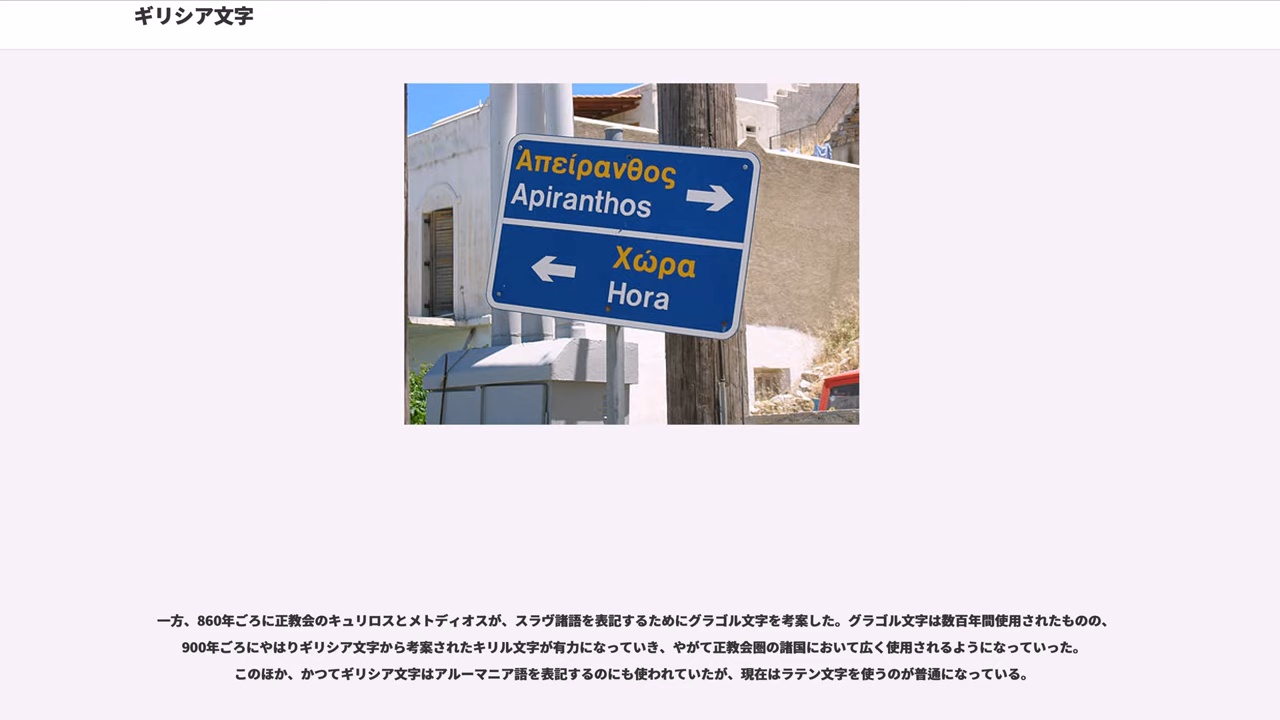 ギリシア文字
Απείρανθος
Apiranthos
Χώρα
Hora
一方、860年ごろに正教会のキュリロスとメトディオスが、スラヴ諸語を表記するためにグラゴル文字を考案した。グラゴル文字は数百年間使用されたものの、
900年ごろにやはりギリシア文字から考案されたキリル文字が有力になっていき、やがて正教会圏の諸国において広く使用されるようになっていった。
このほか、かつてギリシア文字はアルーマニア語を表記するのにも使われていたが、現在はラテン文字を使うのが普通になっている。